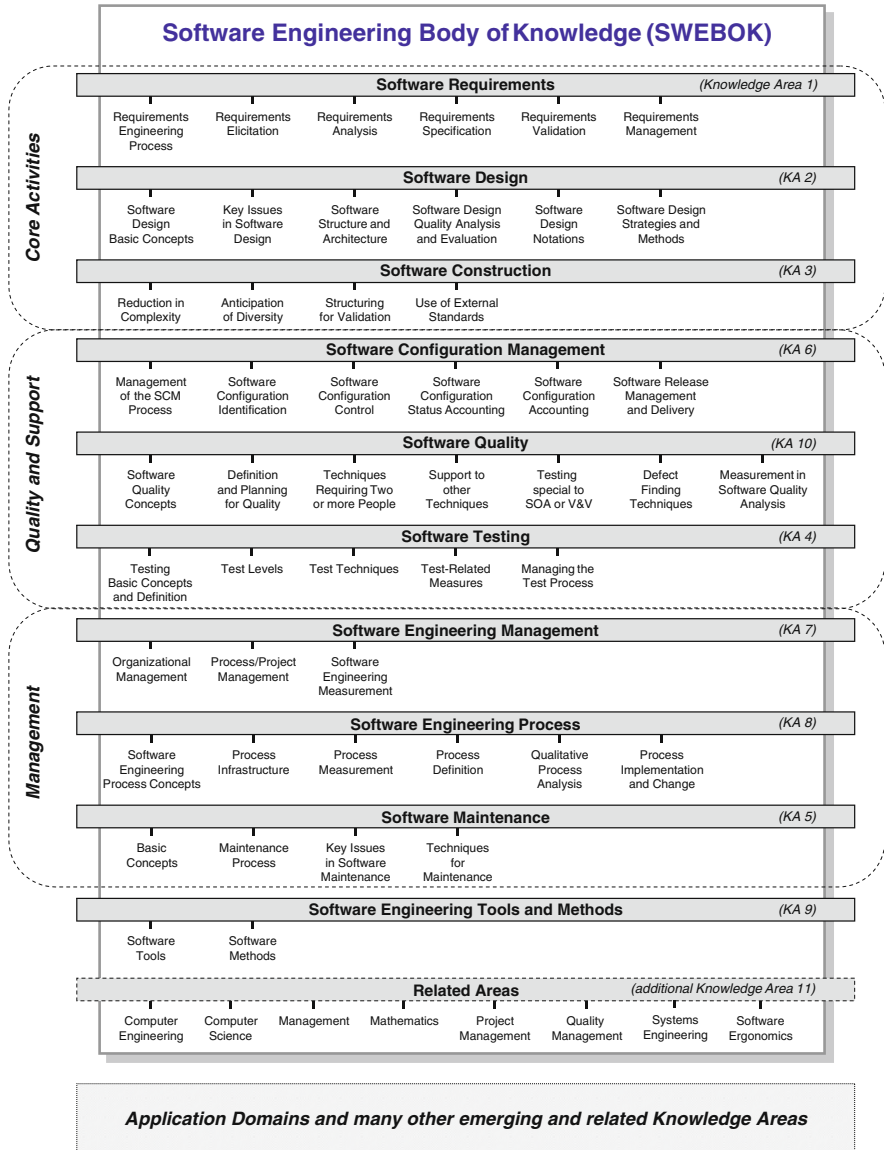 Software Engineering Body of Knowledge (SWEBOK)
Core Activities
Software Requirements (Knowledge Area 1)
Requirements Engineering Process
Requirements Elicitation
Requirements Analysis
Requirements Specification
Requirements Validation
Requirements Management
Software Design (KA 2)
Software Design Basic Concepts
Key Issues in Software Design
Software Structure and Architecture
Software Design Quality Analysis and Evaluation
Software Design Notations
Software Design Strategies and Methods
Software Construction (KA 3)
Reduction in Complexity
Anticipation of Diversity
Structuring for Validation
Use of External Standards
Quality and Support
Software Configuration Management (KA 6)
Management of the SCM Process
Software Configuration Identification
Software Configuration Control
Software Configuration Status Accounting
Software Configuration Accounting
Software Release Management and Delivery
Software Quality (KA 10)
Software Quality Concepts
Definition and Planning for Quality
Techniques Requiring Two or more People
Support to other Techniques
Testing special to SOA or V&V
Defect Finding Techniques
Measurement in Software Quality Analysis
Software Testing (KA 4)
Testing Basic Concepts and Definition
Test Levels
Test Techniques
Test-Related Measures
Managing the Test Process
Management
Software Engineering Management (KA 7)
Organizational Management
Process/Project Management
Software Engineering Measurement
Software Engineering Process (KA 8)
Software Engineering Process Concepts
Process Infrastructure
Process Measurement
Process Definition
Qualitative Process Analysis
Process Implementation and Change
Software Maintenance (KA 5)
Basic Concepts
Maintenance Process
Key Issues in Software Maintenance
Techniques for Maintenance
Software Engineering Tools and Methods (KA 9)
Software Tools
Software Methods
Related Areas (additional Knowledge Area 11)
Computer Engineering
Computer Science
Management
Mathematics
Project Management
Quality Management
Systems Engineering
Software Ergonomics
Application Domains and many other emerging and related Knowledge Areas